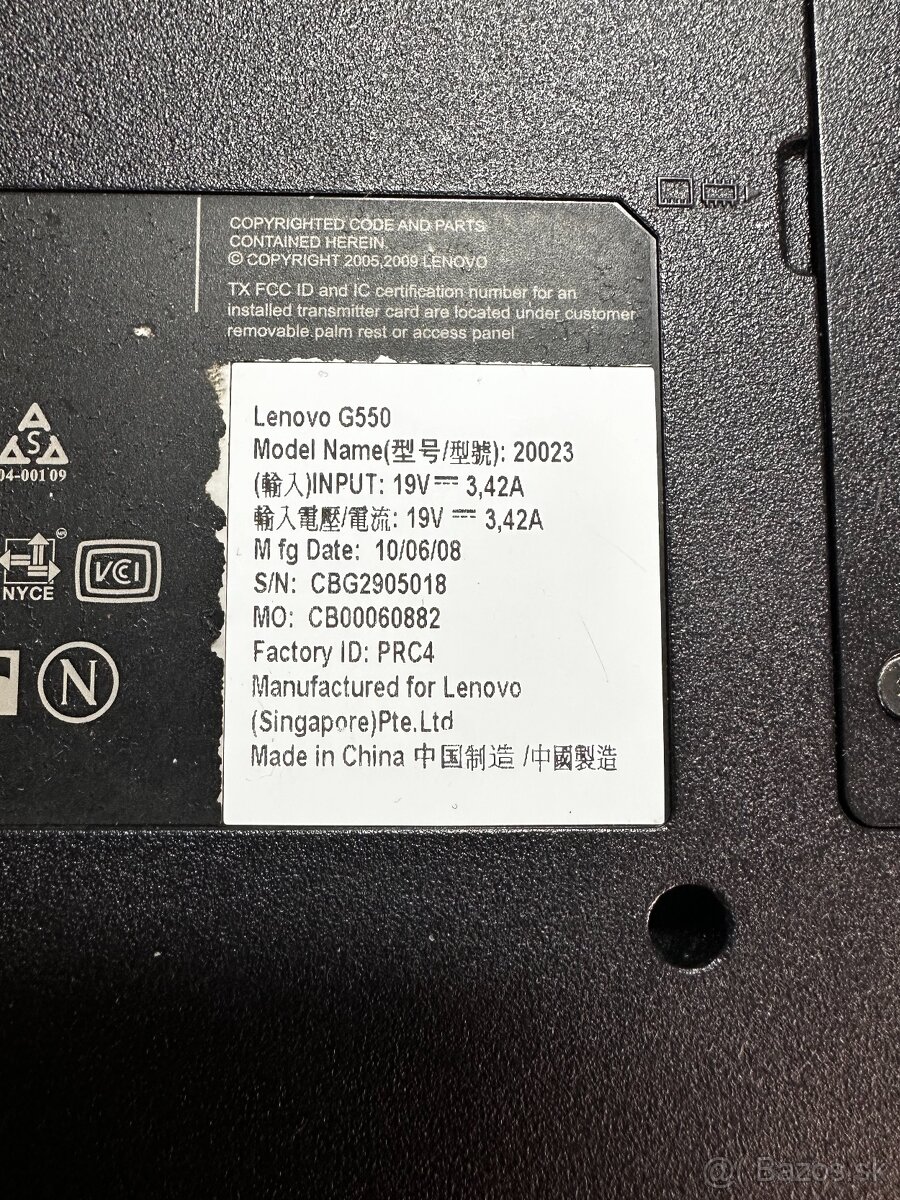 COPYRIGHTED CODE AND PARTS
CONTAINED HEREIN.
© COPYRIGHT 2005,2009 LENOVO
TX FCC ID and IC certification number for an
installed transmitter card are located under customer
removable palm rest or access panel
Lenovo G550
Model Name(型号/型號): 20023
(輸入)INPUT: 19V⎓ 3,42A
輸入電壓/電流: 19V ⎓ 3,42A
Mfg Date: 10/06/08
S/N: CBG2905018
MO: CB00060882
Factory ID: PRC4
Manufactured for Lenovo
(Singapore)Pte.Ltd
Made in China 中国制造 /中國製造
A
S
A A
04-001 09
NYCE
VCI
N
@ Bazos.sk